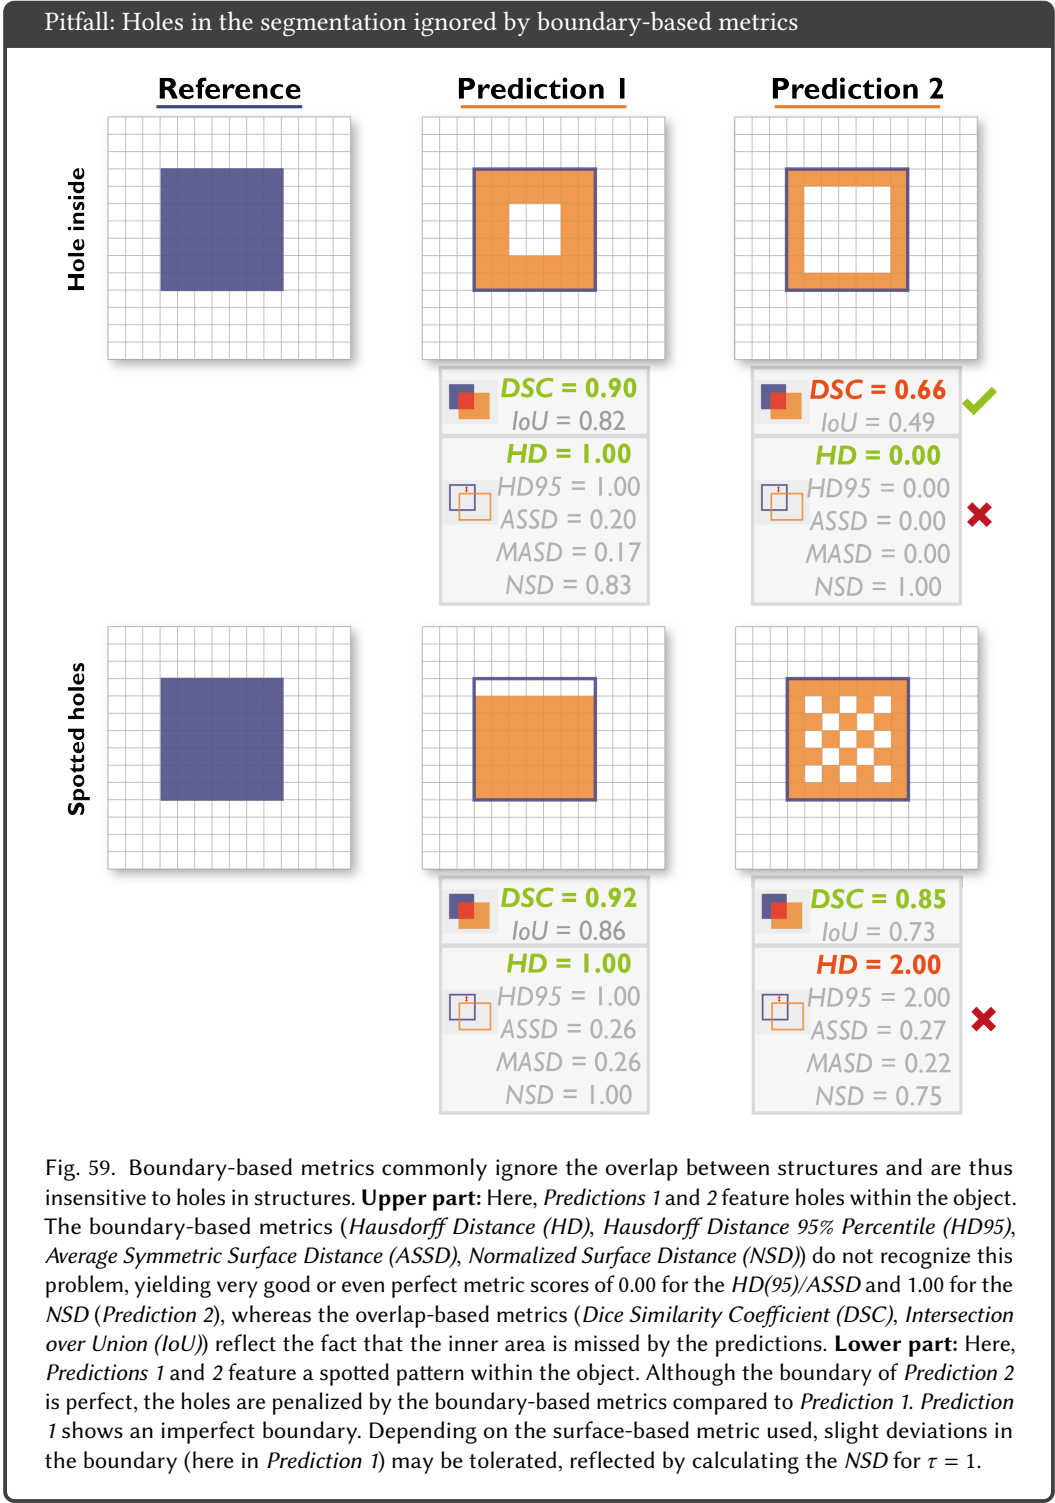 Pitfall: Holes in the segmentation ignored by boundary-based metrics
Reference
Prediction 1
Prediction 2
Hole inside
DSC = 0.90
IoU = 0.82
HD = 1.00
HD95 = 1.00
ASSD = 0.20
MASD = 0.17
NSD = 0.83
DSC = 0.66
IoU = 0.49
HD = 0.00
HD95 = 0.00
ASSD = 0.00
MASD = 0.00
NSD = 1.00
Spotted holes
DSC = 0.92
IoU = 0.86
HD = 1.00
HD95 = 1.00
ASSD = 0.26
MASD = 0.26
NSD = 1.00
DSC = 0.85
IoU = 0.73
HD = 2.00
HD95 = 2.00
ASSD = 0.27
MASD = 0.22
NSD = 0.75
Fig. 59. Boundary-based metrics commonly ignore the overlap between structures and are thus
insensitive to holes in structures. Upper part: Here, Predictions 1 and 2 feature holes within the object.
The boundary-based metrics (Hausdorff Distance (HD), Hausdorff Distance 95% Percentile (HD95),
Average Symmetric Surface Distance (ASSD), Normalized Surface Distance (NSD)) do not recognize this
problem, yielding very good or even perfect metric scores of 0.00 for the HD(95)/ASSD and 1.00 for the
NSD (Prediction 2), whereas the overlap-based metrics (Dice Similarity Coefficient (DSC), Intersection
over Union (IoU)) reflect the fact that the inner area is missed by the predictions. Lower part: Here,
Predictions 1 and 2 feature a spotted pattern within the object. Although the boundary of Prediction 2
is perfect, the holes are penalized by the boundary-based metrics compared to Prediction 1. Prediction
1 shows an imperfect boundary. Depending on the surface-based metric used, slight deviations in
the boundary (here in Prediction 1) may be tolerated, reflected by calculating the NSD for τ = 1.